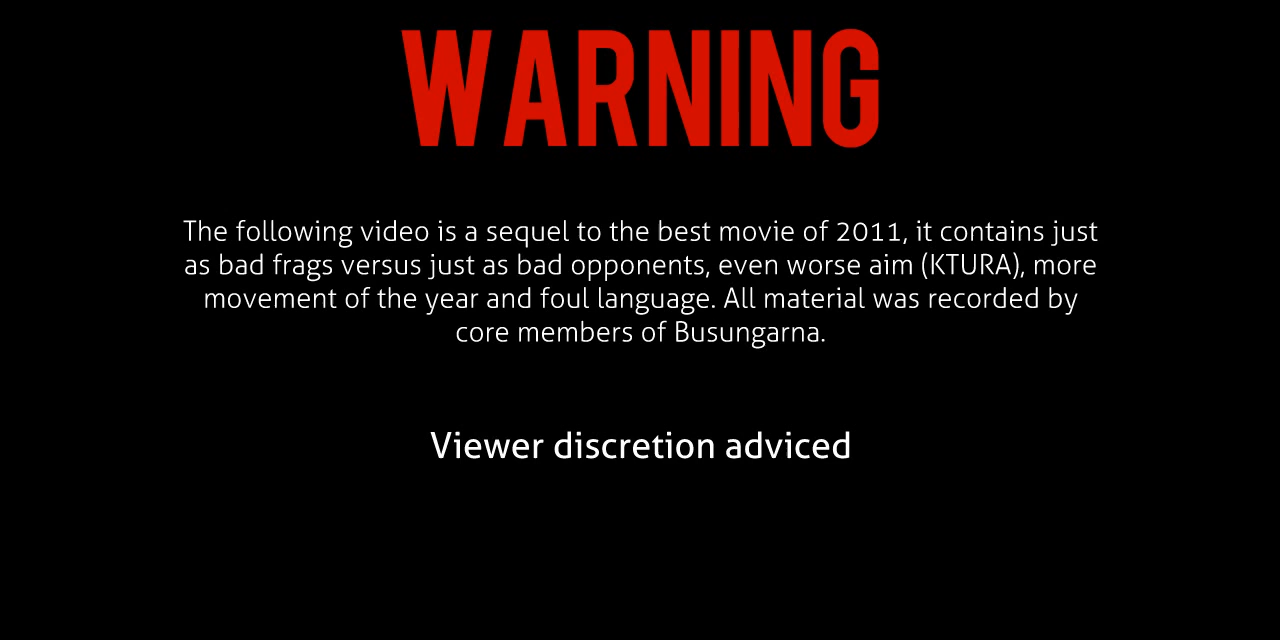 WARNING
The following video is a sequel to the best movie of 2011, it contains just
as bad frags versus just as bad opponents, even worse aim (KTURA), more
movement of the year and foul language. All material was recorded by
core members of Busungarna.
Viewer discretion adviced